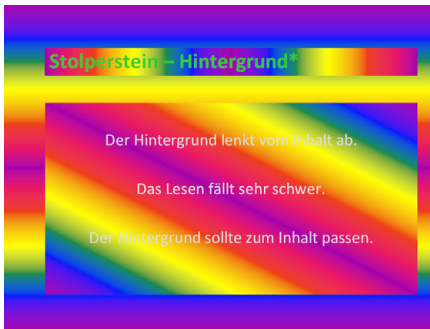 Stolperstein – Hintergrund*
Der Hintergrund lenkt vom Inhalt ab.
Das Lesen fällt sehr schwer.
Der Hintergrund sollte zum Inhalt passen.